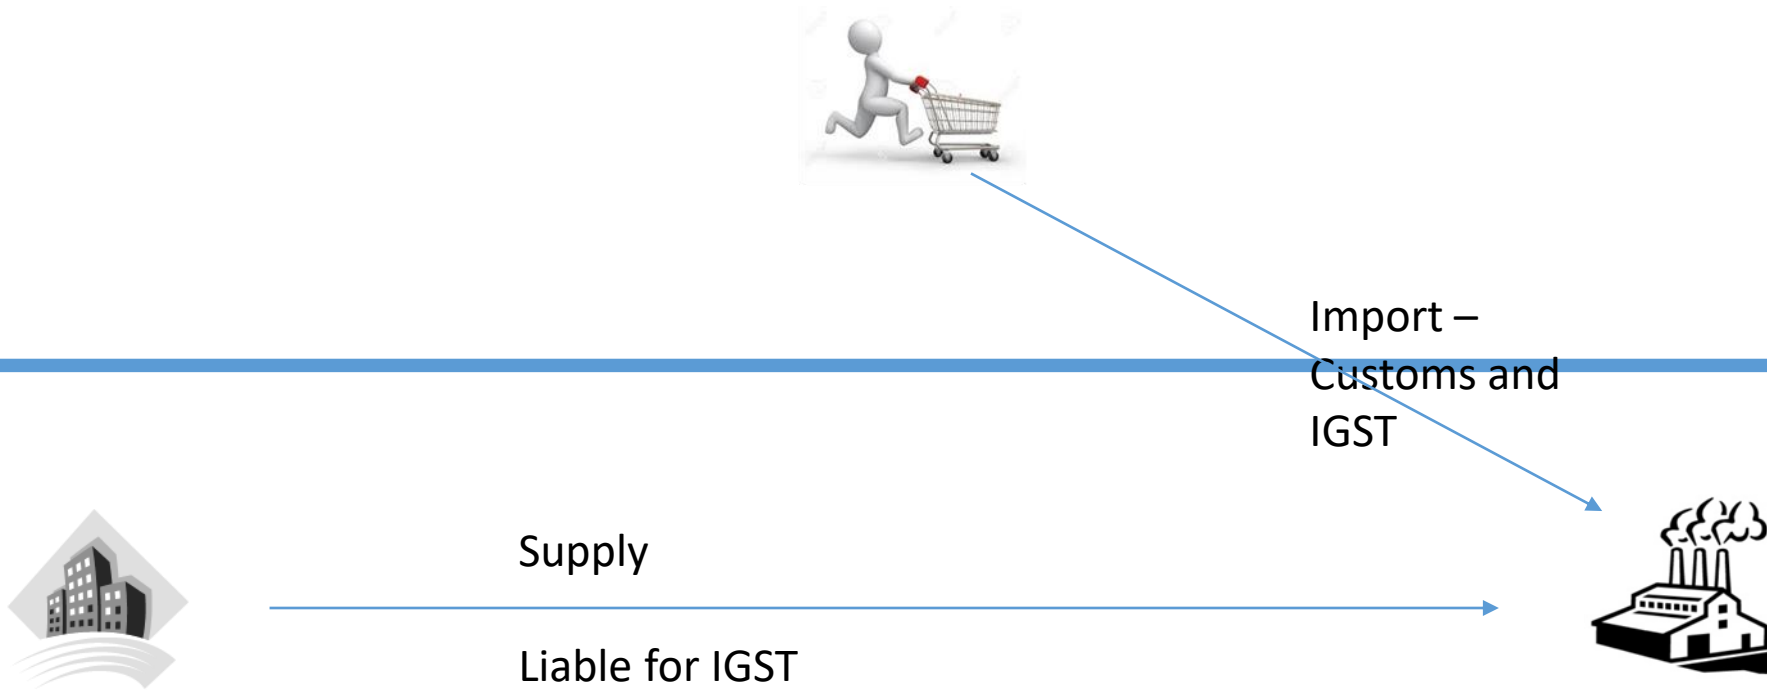 Import –
Customs and
IGST
Supply
Liable for IGST